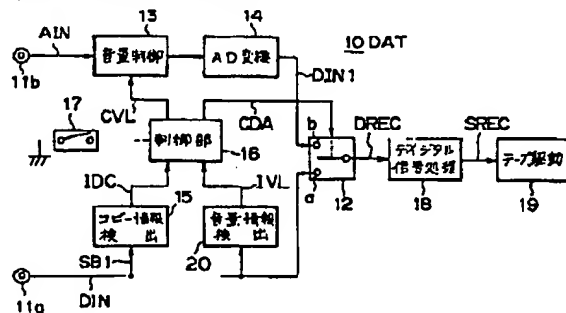 13
14
10 DAT
AIN
音量制御
AD変換
11b
DIN1
17
CVL
CDA
制御部
16
b
DREC
ディジタル
信号処理
SREC
テープ駆動
a
12
18
19
IDC
IVL
コピー情報
検出
15
音量情報
検出
20
SB1
DIN
11a